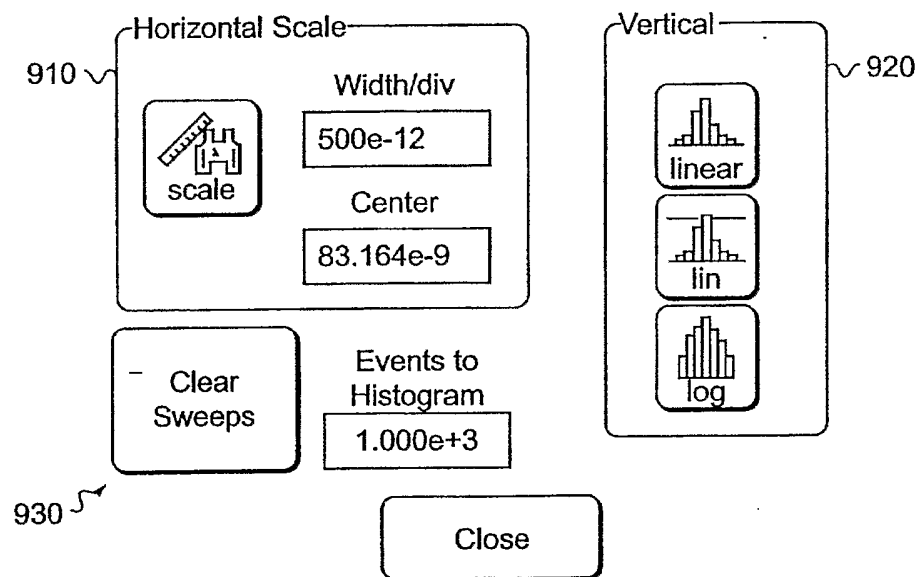 Horizontal Scale
910
Width/div
500e-12
scale
Center
83.164e-9
Vertical
920
linear
lin
log
Clear
Sweeps
Events to
Histogram
1.000e+3
930
Close